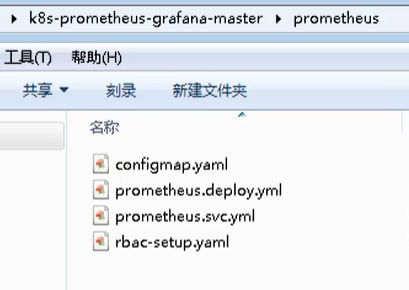 k8s-prometheus-grafana-master prometheus
工具(T) 帮助(H)
共享 刻录 新建文件夹
名称
configmap.yaml
prometheus.deploy.yml
prometheus.svc.yml
rbac-setup.yaml